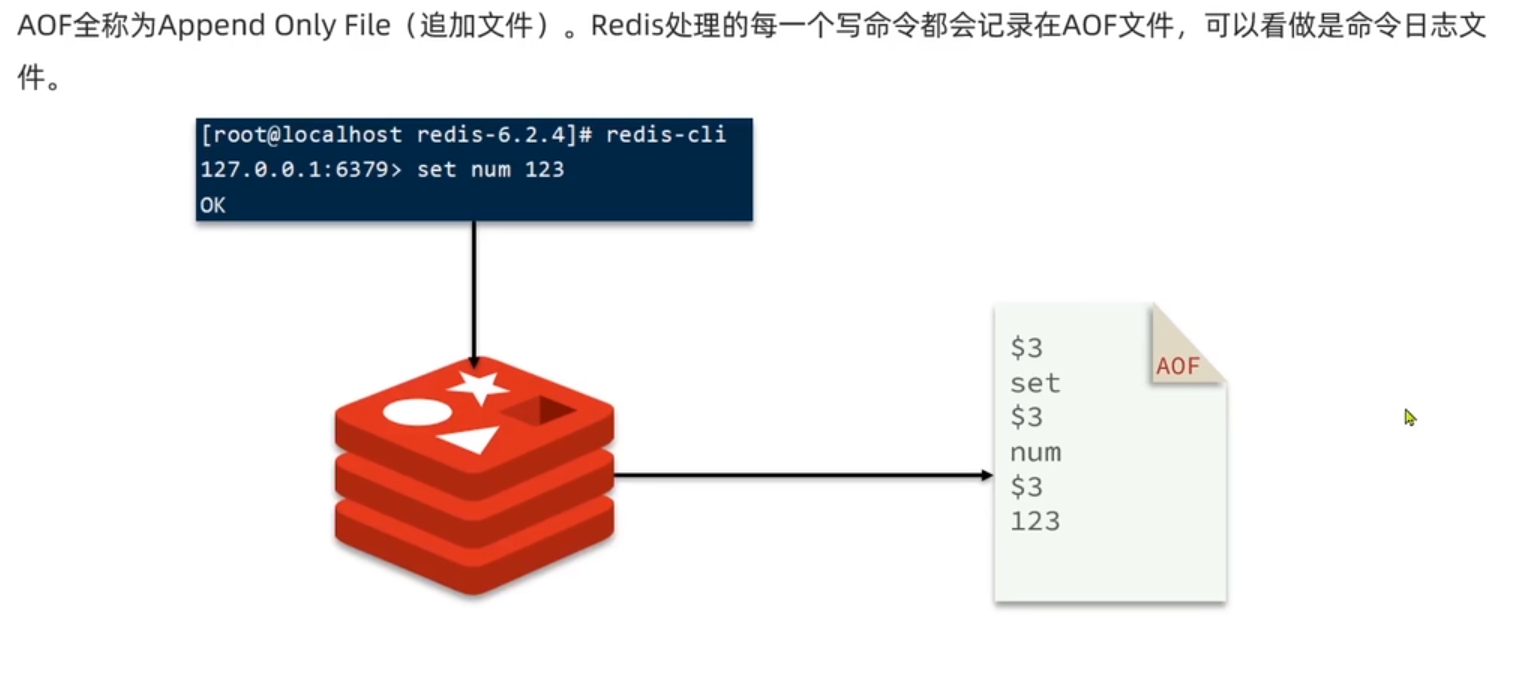 AOF全称为Append Only File（追加文件）。Redis处理的每一个写命令都会记录在AOF文件，可以看做是命令日志文
件。
[root@localhost redis-6.2.4]# redis-cli
127.0.0.1:6379> set num 123
OK
$3
AOF
set
$3
num
$3
123